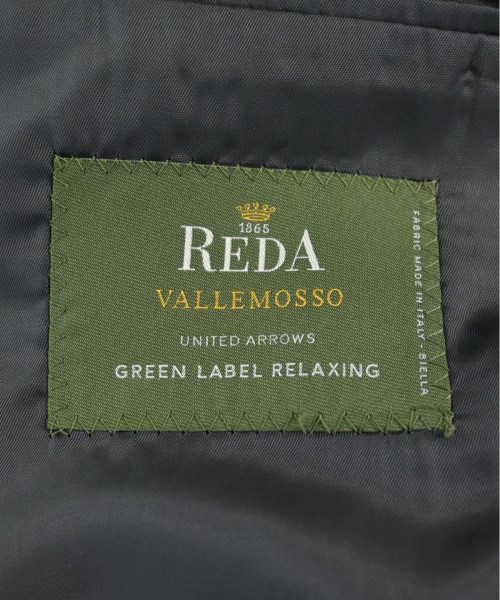 1865
REDA
VALLEMOSSO
UNITED ARROWS
GREEN LABEL RELAXING
FABRIC MADE IN ITALY - BIELLA